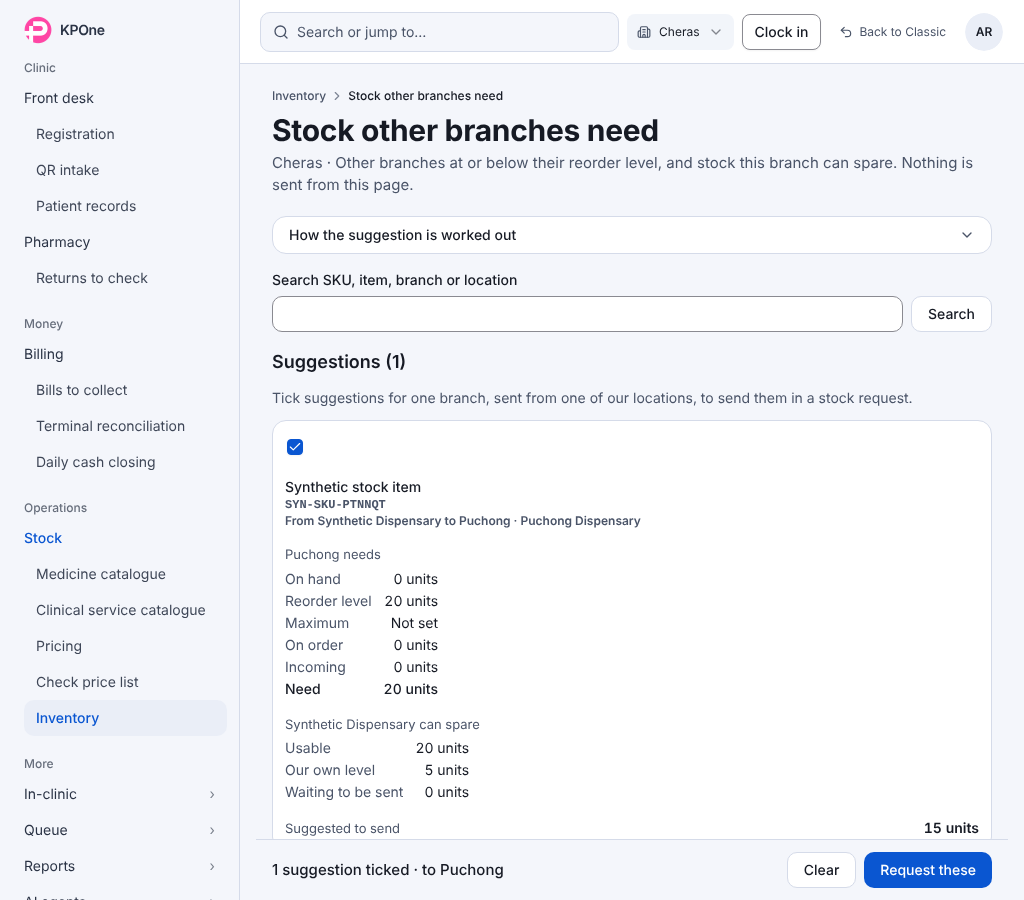 KPOne
Clinic
Front desk
Registration
QR intake
Patient records
Pharmacy
Returns to check
Money
Billing
Bills to collect
Terminal reconciliation
Daily cash closing
Operations
Stock
Medicine catalogue
Clinical service catalogue
Pricing
Check price list
Inventory
More
In-clinic
Queue
Reports
AI agents
Search or jump to...
Cheras
Clock in
Back to Classic
AR
Inventory > Stock other branches need
Stock other branches need
Cheras · Other branches at or below their reorder level, and stock this branch can spare. Nothing is
sent from this page.
How the suggestion is worked out
Search SKU, item, branch or location
Search
Suggestions (1)
Tick suggestions for one branch, sent from one of our locations, to send them in a stock request.
Synthetic stock item
SYN-SKU-PTNNQT
From Synthetic Dispensary to Puchong · Puchong Dispensary
Puchong needs
On hand 0 units
Reorder level 20 units
Maximum Not set
On order 0 units
Incoming 0 units
Need 20 units
Synthetic Dispensary can spare
Usable 20 units
Our own level 5 units
Waiting to be sent 0 units
Suggested to send 15 units
1 suggestion ticked · to Puchong
Clear
Request these